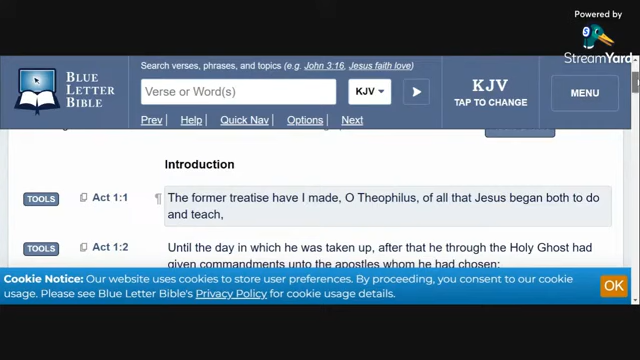 Powered by
StreamYard
Search verses, phrases, and topics (e.g. John 3:16, Jesus faith love)
BLUE
LETTER
BIBLE
Verse or Word(s)
KJV
KJV
TAP TO CHANGE
MENU
Prev | Help | Quick Nav | Options | Next
Introduction
TOOLS Act 1:1 ¶ The former treatise have I made, O Theophilus, of all that Jesus began both to do
and teach,
TOOLS Act 1:2 Until the day in which he was taken up, after that he through the Holy Ghost had
given commandments unto the apostles whom he had chosen:
Cookie Notice: Our website uses cookies to store user preferences. By proceeding, you consent to our cookie
usage. Please see Blue Letter Bible's Privacy Policy for cookie usage details.
OK